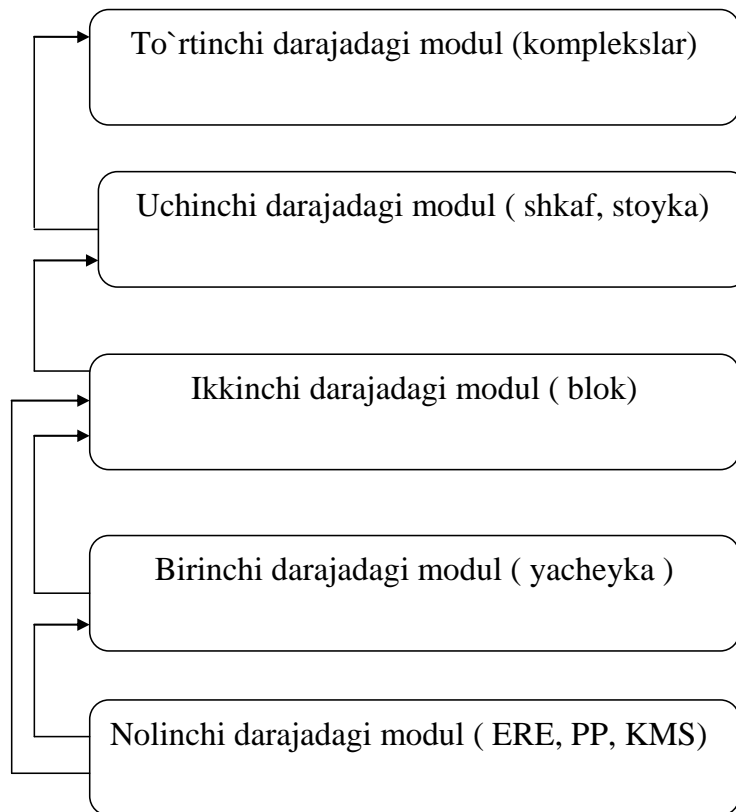 To`rtinchi darajadagi modul (komplekslar)
Uchinchi darajadagi modul ( shkaf, stoyka)
Ikkinchi darajadagi modul ( blok)
Birinchi darajadagi modul ( yacheyka )
Nolinchi darajadagi modul ( ERE, PP, KMS)